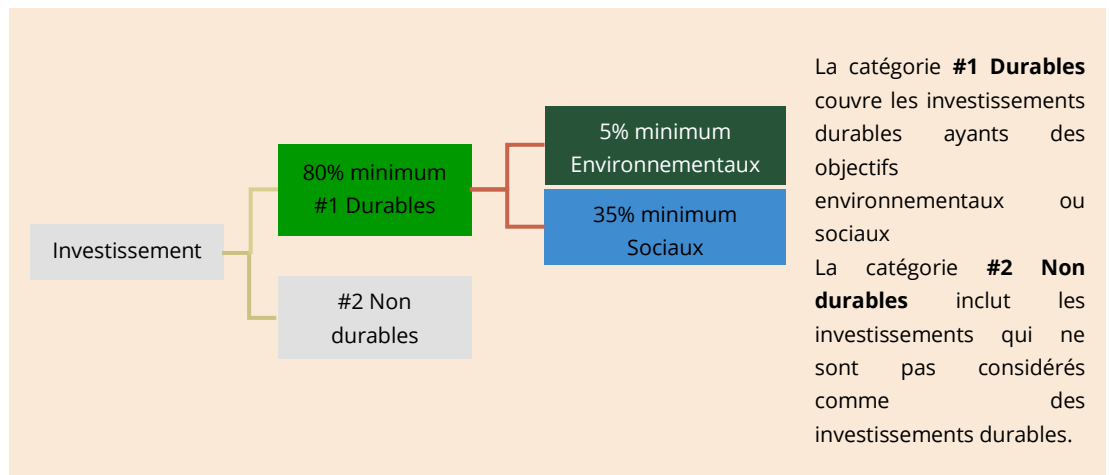 Investissement
80% minimum
#1 Durables
#2 Non
durables
5% minimum
Environnementaux
35% minimum
Sociaux
La catégorie #1 Durables
couvre les investissements
durables ayants des
objectifs
environnementaux ou
sociaux
La catégorie #2 Non
durables inclut les
investissements qui ne
sont pas considérés
comme des
investissements durables.